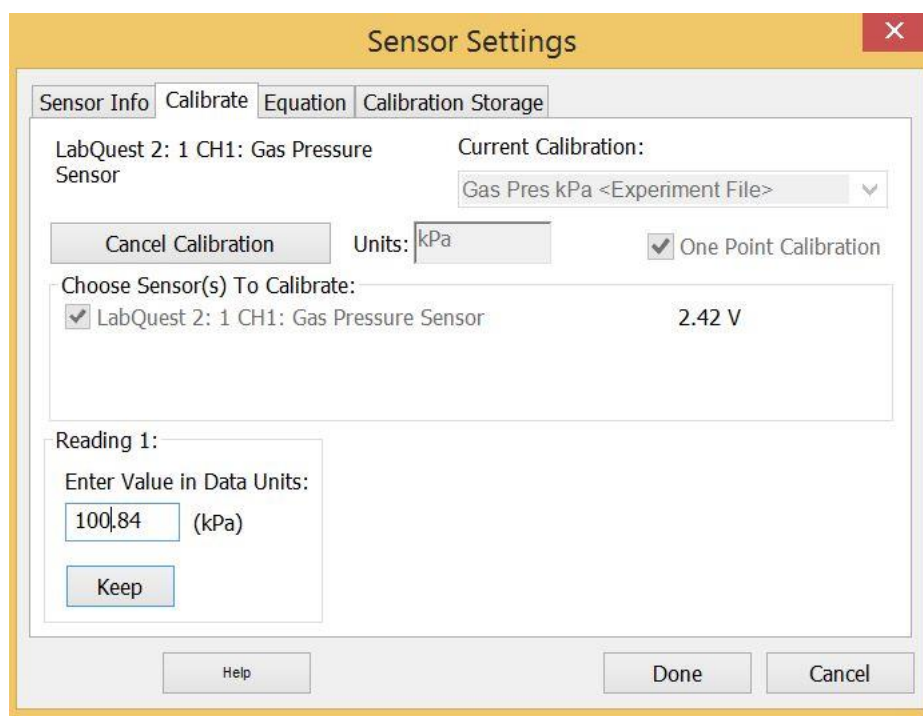 Sensor Settings
Sensor Info Calibrate Equation Calibration Storage
LabQuest 2: 1 CH1: Gas Pressure
Sensor
Current Calibration:
Gas Pres kPa <Experiment File>
Cancel Calibration Units: kPa One Point Calibration
Choose Sensor(s) To Calibrate:
LabQuest 2: 1 CH1: Gas Pressure Sensor 2.42 V
Reading 1:
Enter Value in Data Units:
100.84 (kPa)
Keep
Help Done Cancel